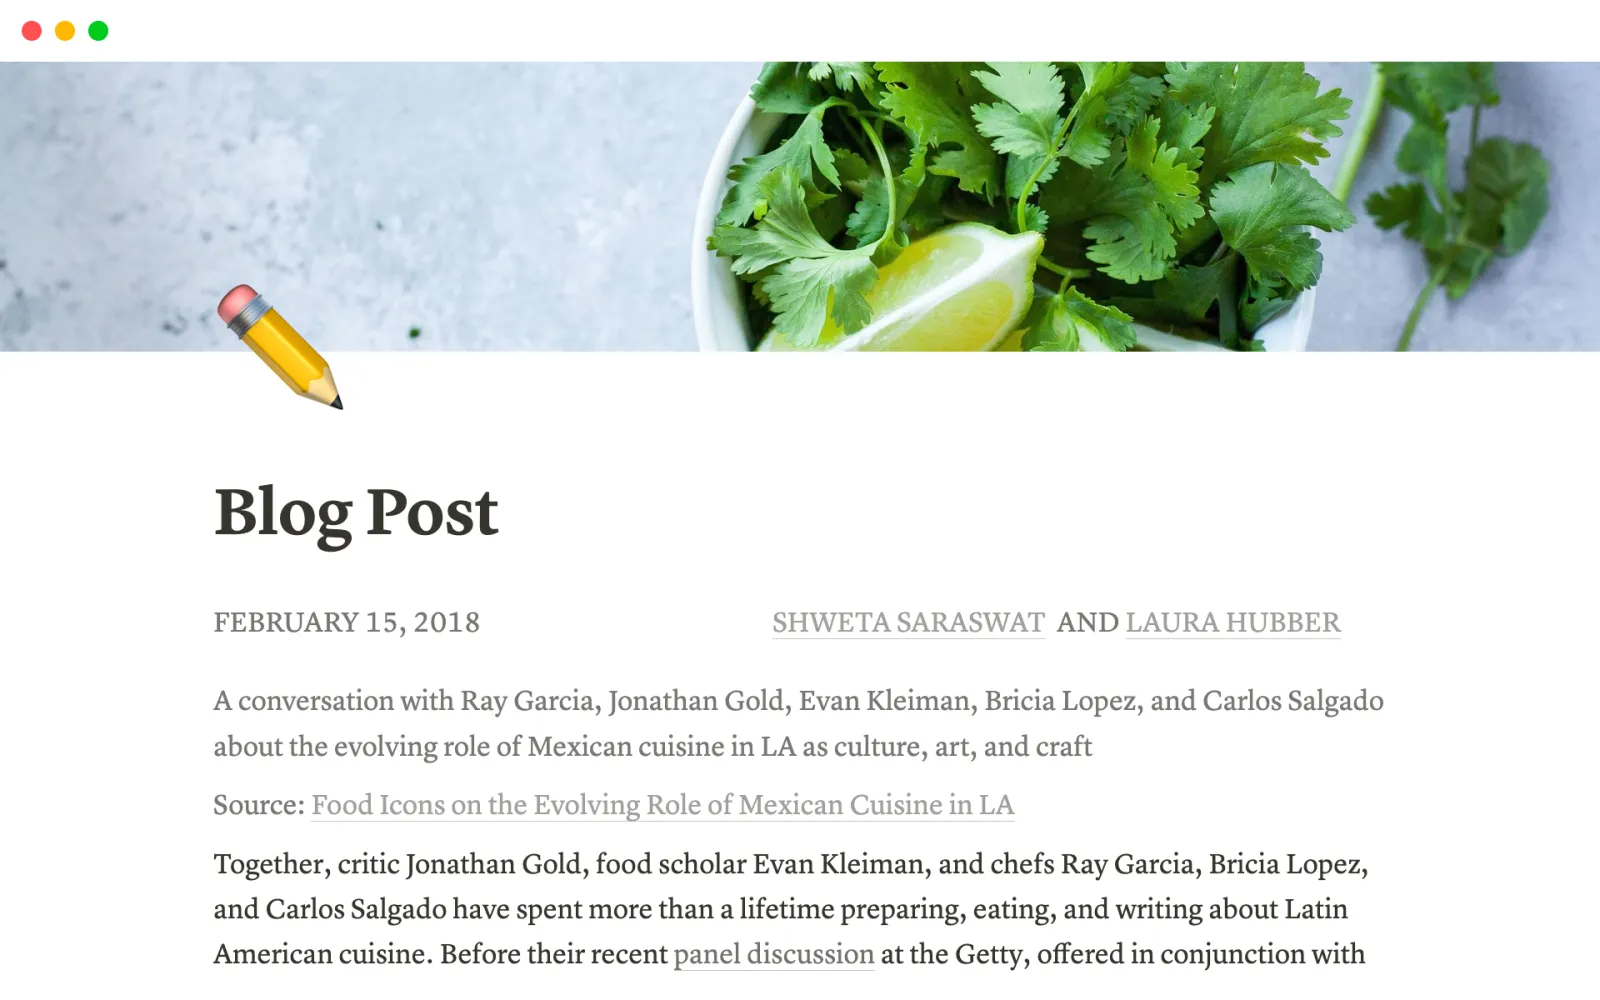 Blog Post
FEBRUARY 15, 2018 SHWETA SARASWAT AND LAURA HUBBER
A conversation with Ray Garcia, Jonathan Gold, Evan Kleiman, Bricia Lopez, and Carlos Salgado
about the evolving role of Mexican cuisine in LA as culture, art, and craft
Source: Food Icons on the Evolving Role of Mexican Cuisine in LA
Together, critic Jonathan Gold, food scholar Evan Kleiman, and chefs Ray Garcia, Bricia Lopez,
and Carlos Salgado have spent more than a lifetime preparing, eating, and writing about Latin
American cuisine. Before their recent panel discussion at the Getty, offered in conjunction with